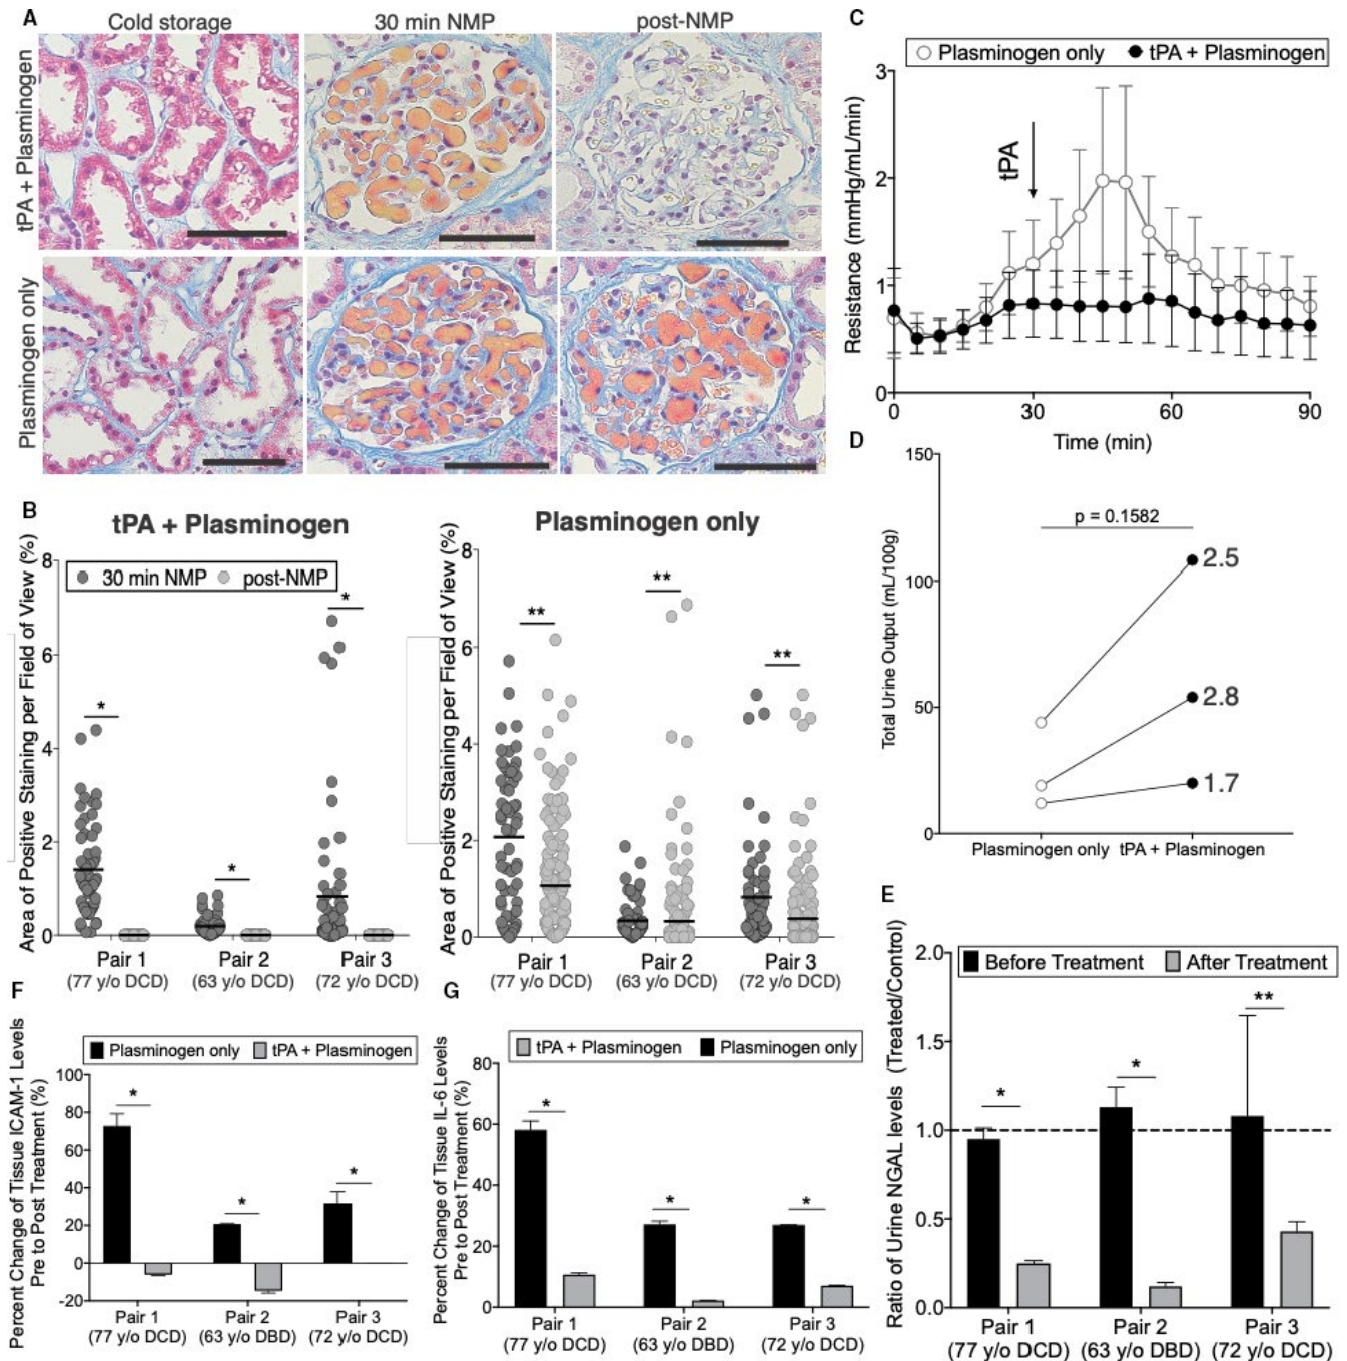 A
Cold storage
30 min NMP
post-NMP
tPA + Plasminogen
Plasminogen only
B
tPA + Plasminogen
Plasminogen only
30 min NMP
post-NMP
Area of Positive Staining per Field of View (%)
8
6
4
2
0
*
*
*
Pair 1
(77 y/o DCD)
Pair 2
(63 y/o DCD)
Pair 3
(72 y/o DCD)
Area of Positive Staining per Field of View (%)
8
6
4
2
0
**
**
**
Pair 1
(77 y/o DCD)
Pair 2
(63 y/o DCD)
Pair 3
(72 y/o DCD)
C
Plasminogen only
tPA + Plasminogen
tPA
Resistance (mmHg/mL/min)
3
2
1
0
0
30
60
90
Time (min)
D
Total Urine Output (mL/100g)
150
100
50
0
p = 0.1582
2.5
2.8
1.7
Plasminogen only
tPA + Plasminogen
E
Before Treatment
After Treatment
Ratio of Urine NGAL levels (Treated/Control)
2.0
1.5
1.0
0.5
0.0
*
*
**
Pair 1
(77 y/o DCD)
Pair 2
(63 y/o DBD)
Pair 3
(72 y/o DCD)
F
Plasminogen only
tPA + Plasminogen
Percent Change of Tissue ICAM-1 Levels
Pre to Post Treatment (%)
100
80
60
40
20
0
-20
*
*
*
Pair 1
(77 y/o DCD)
Pair 2
(63 y/o DBD)
Pair 3
(72 y/o DCD)
G
tPA + Plasminogen
Plasminogen only
Percent Change of Tissue IL-6 Levels
Pre to Post Treatment (%)
80
60
40
20
0
*
*
*
Pair 1
(77 y/o DCD)
Pair 2
(63 y/o DBD)
Pair 3
(72 y/o DCD)